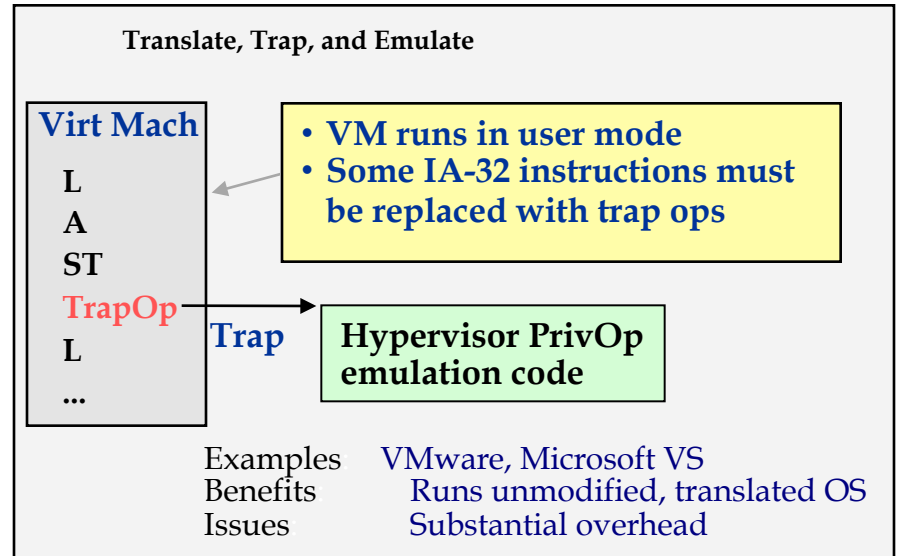 Translate, Trap, and Emulate
Virt Mach
L
A
ST
TrapOp
L
...
• VM runs in user mode
• Some IA-32 instructions must
be replaced with trap ops
Trap
Hypervisor PrivOp
emulation code
Examples VMware, Microsoft VS
Benefits Runs unmodified, translated OS
Issues Substantial overhead